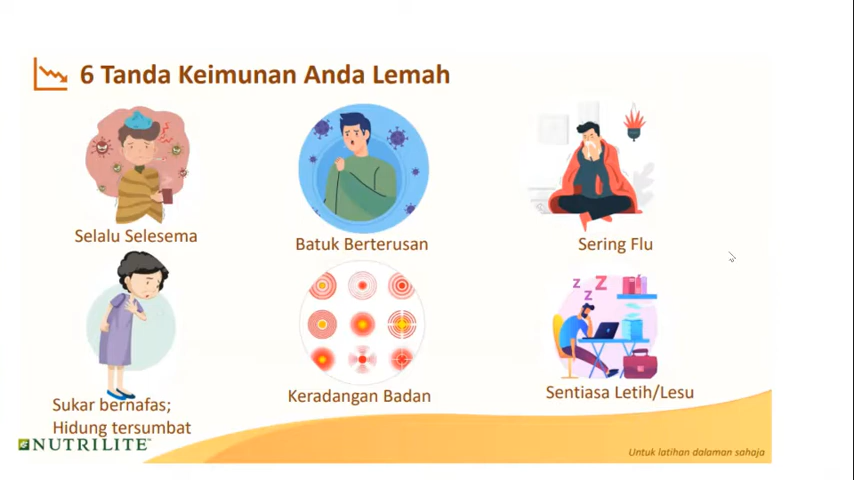 6 Tanda Keimunan Anda Lemah
Selalu Selesema
Batuk Berterusan
Sering Flu
Sukar bernafas;
Hidung tersumbat
Keradangan Badan
Z Z Z
Sentiasa Letih/Lesu
NUTRILITE™
Untuk latihan dalaman sahaja